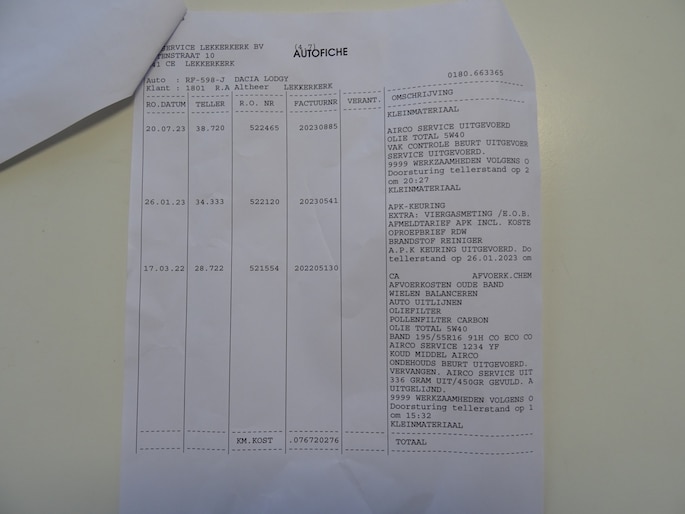 SERVICE LEKKERKERK BV (4.7)
AUTOFICHE
ENSTRAAT 10
CE LEKKERKERK
0180.663365
Auto : RF-598-J DACIA LODGY
Klant : 1801 R.A Altheer LEKKERKERK
RO.DATUM TELLER R.O. NR FACTUURNR VERANT. OMSCHRIJVING
KLEINMATERIAAL
20.07.23 38.720 522465 20230885 AIRCO SERVICE UITGEVOERD
OLIE TOTAL 5W40
VAK CONTROLE BEURT UITGEVOER
SERVICE UITGEVOERD.
9999 WERKZAAMHEDEN VOLGENS O
Doorsturing tellerstand op 2
om 20:27
KLEINMATERIAAL
26.01.23 34.333 522120 20230541 APK-KEURING
EXTRA: VIERGASMETING /E.O.B.
AFMELDTARIEF APK INCL. KOSTE
OPROEPBRIEF RDW
BRANDSTOF REINIGER
A.P.K KEURING UITGEVOERD. Do
tellerstand op 26.01.2023 om
17.03.22 28.722 521554 202205130 CA AFVOERK.CHEM
AFVOERKOSTEN OUDE BAND
WIELEN BALANCEREN
AUTO UITLIJNEN
OLIEFILTER
POLLENFILTER CARBON
OLIE TOTAL 5W40
BAND 195/55R16 91H CO ECO CO
AIRCO SERVICE 1234 YF
KOUD MIDDEL AIRCO
ONDEHOUDS BEURT UITGEVOERD.
VERVANGEN. AIRCO SERVICE UIT
336 GRAM UIT/450GR GEVULD. A
UITGELIJND.
9999 WERKZAAMHEDEN VOLGENS O
Doorsturing tellerstand op 1
om 15:32
KLEINMATERIAAL
KM.KOST .076720276 TOTAAL